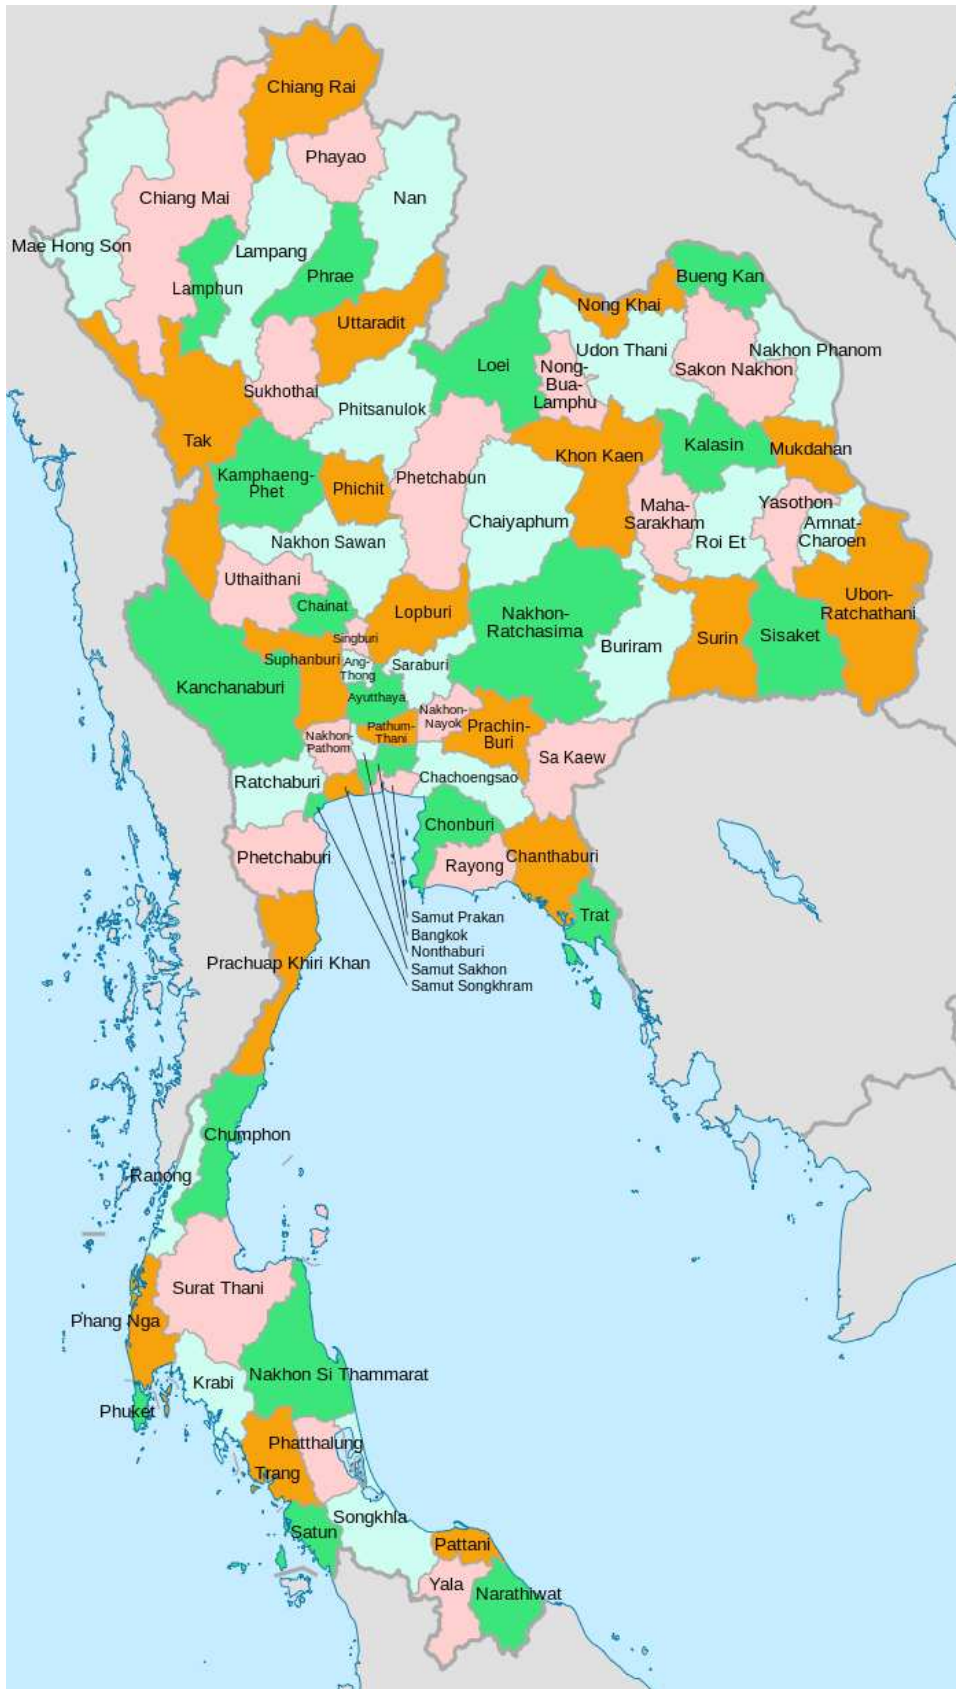 Chiang Rai
Phayao
Chiang Mai
Nan
Mae Hong Son
Lampang
Lamphun
Phrae
Bueng Kan
Nong Khai
Uttaradit
Udon Thani
Nakhon Phanom
Loei
Nong-
Bua-
Lamphu
Sakon Nakhon
Sukhothai
Phitsanulok
Tak
Kalasin
Mukdahan
Khon Kaen
Kamphaeng-
Phet
Phichit
Phetchabun
Maha-
Sarakham
Yasothon
Chaiyaphum
Amnat-
Charoen
Nakhon Sawan
Roi Et
Uthaithani
Ubon-
Ratchathani
Chainat
Lopburi
Nakhon-
Ratchasima
Singburi
Surin
Sisaket
Buriram
Suphanburi
Ang-
Thong
Saraburi
Kanchanaburi
Ayutthaya
Nakhon-
Nayok
Pathum-
Thani
Prachin-
Buri
Nakhon-
Pathom
Sa Kaew
Ratchaburi
Chachoengsao
Chonburi
Phetchaburi
Rayong
Chanthaburi
Trat
Samut Prakan
Bangkok
Nonthaburi
Samut Sakhon
Samut Songkhram
Prachuap Khiri Khan
Chumphon
Ranong
Surat Thani
Phang Nga
Nakhon Si Thammarat
Krabi
Phuket
Phatthalung
Trang
Songkhla
Satun
Pattani
Yala
Narathiwat